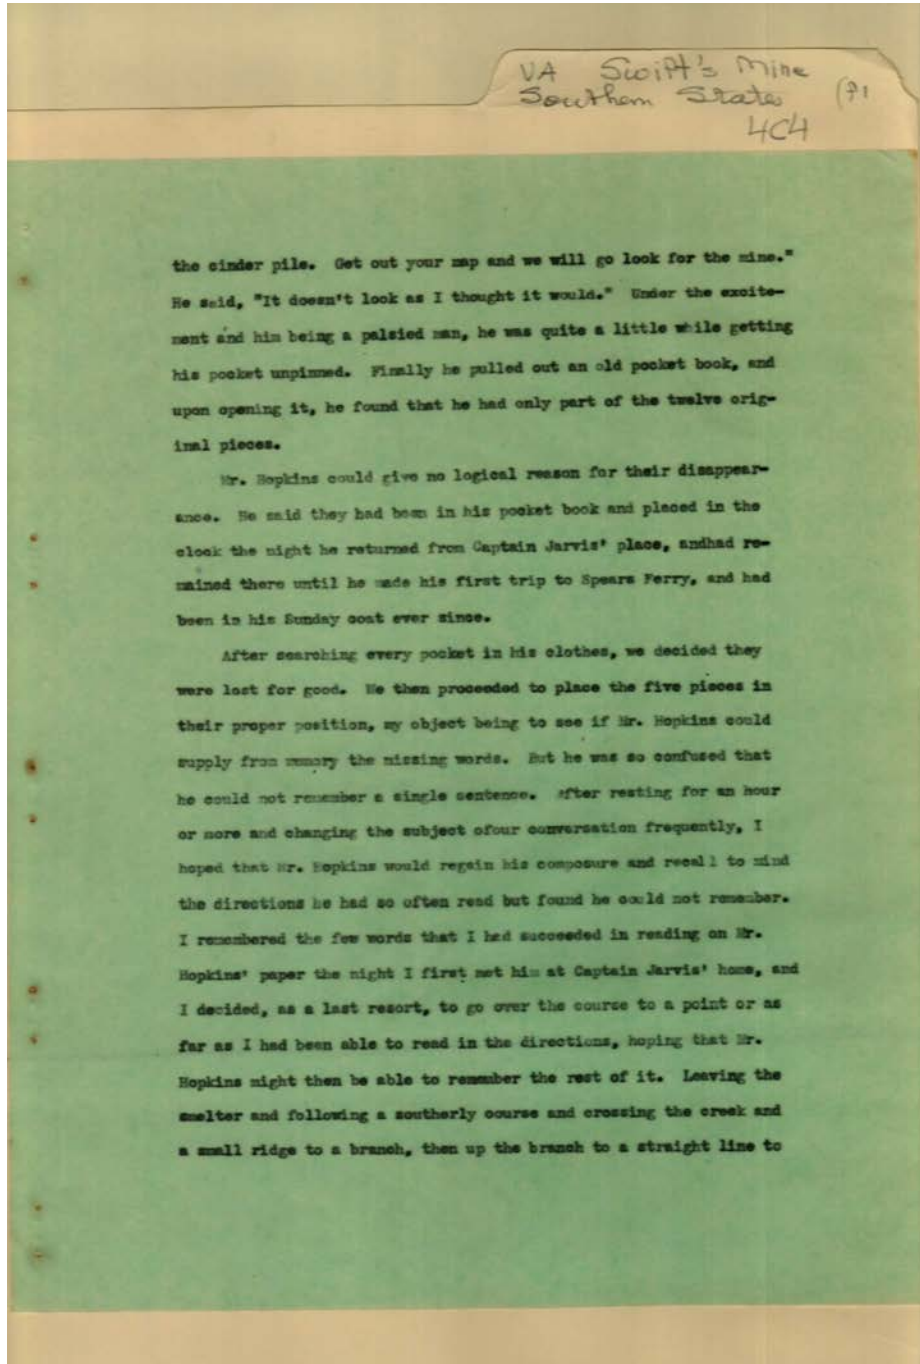 VA Swift's Mine
Southern States (P1
4C4
the cinder pile. Get out your map and we will go look for the mine."
He said, "It doesn't look as I thought it would." Under the excite-
ment and him being a palsied man, he was quite a little while getting
his pocket unpinned. Finally he pulled out an old pocket book, and
upon opening it, he found that he had only part of the twelve orig-
inal pieces.
Mr. Hopkins could give no logical reason for their disappear-
ance. He said they had been in his pocket book and placed in the
clock the night he returned from Captain Jarvis' place, andhad re-
mained there until he made his first trip to Spears Ferry, and had
been in his Sunday coat ever since.
After searching every pocket in his clothes, we decided they
were lost for good. We then proceeded to place the five pieces in
their proper position, my object being to see if Mr. Hopkins could
supply from memory the missing words. But he was so confused that
he could not remember a single sentence. After resting for an hour
or more and changing the subject ofour conversation frequently, I
hoped that Mr. Hopkins would regain his composure and recall to mind
the directions he had so often read but found he could not remember.
I remembered the few words that I had succeeded in reading on Mr.
Hopkins' paper the night I first met him at Captain Jarvis' home, and
I decided, as a last resort, to go over the course to a point or as
far as I had been able to read in the directions, hoping that Mr.
Hopkins might then be able to remember the rest of it. Leaving the
smelter and following a southerly course and crossing the creek and
a small ridge to a branch, then up the branch to a straight line to